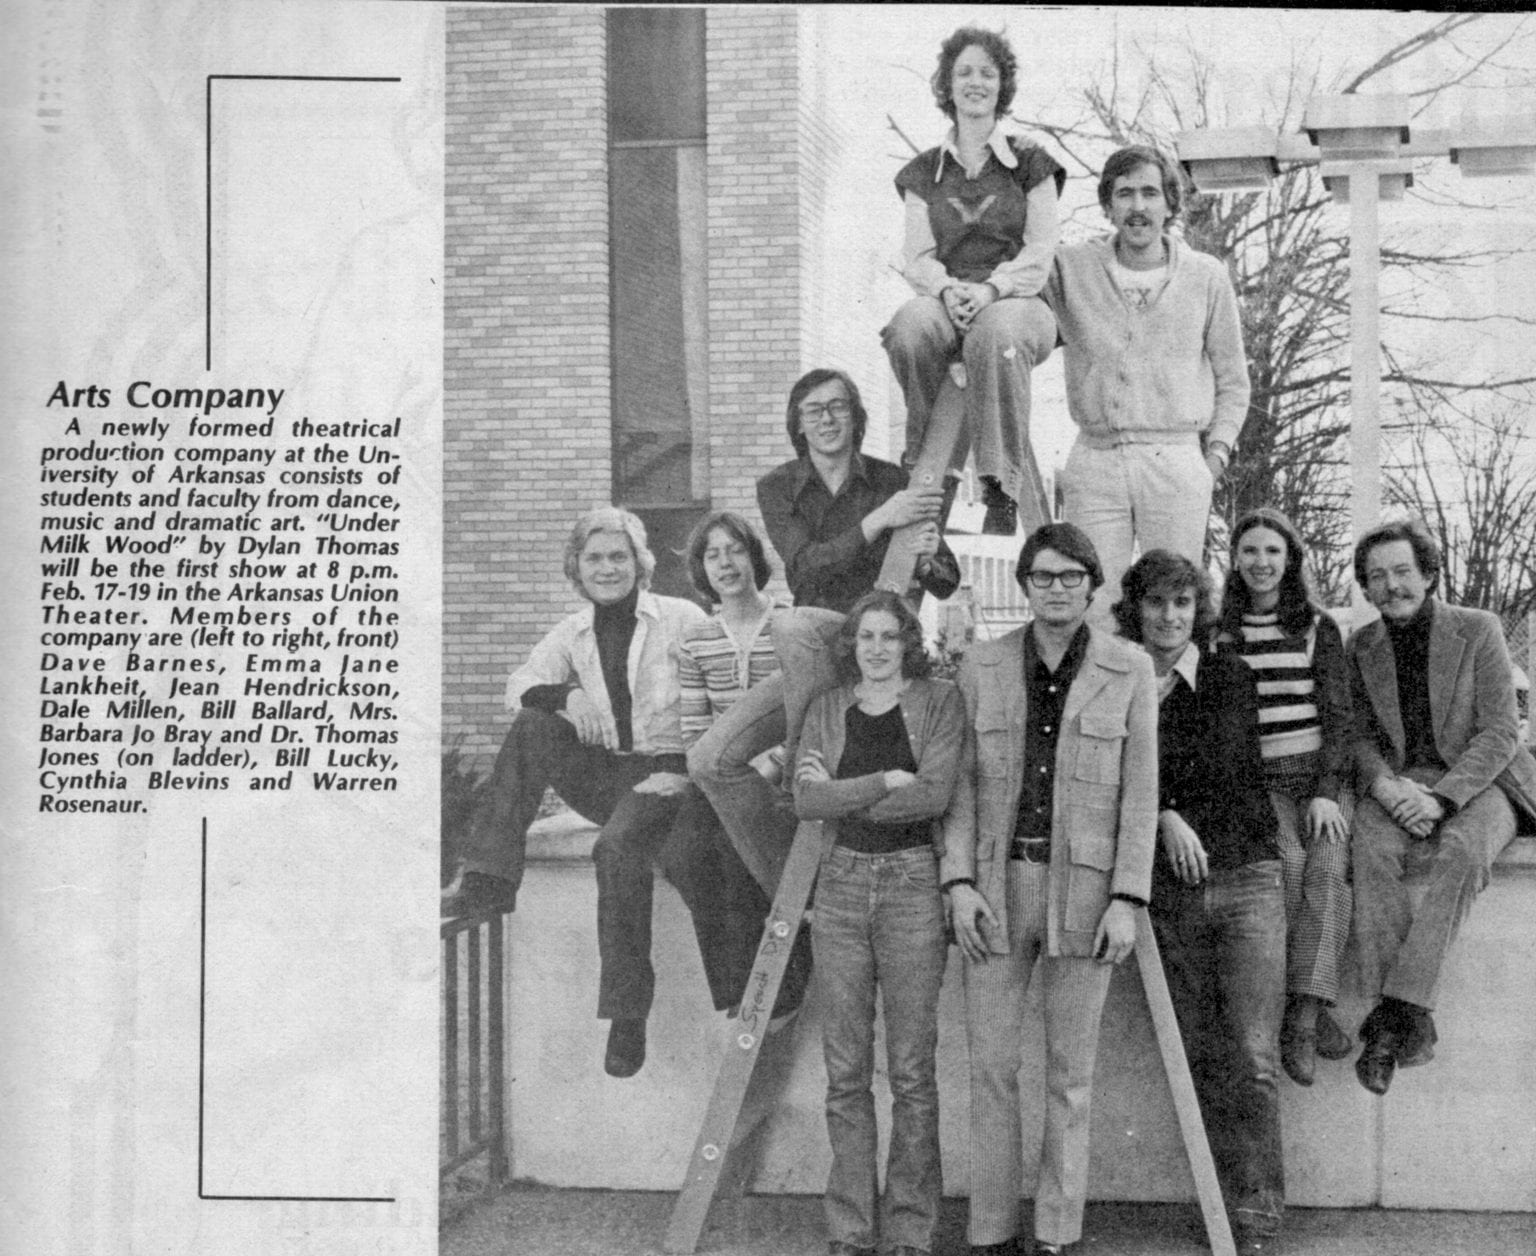 Arts Company
A newly formed theatrical
production company at the Un-
iversity of Arkansas consists of
students and faculty from dance,
music and dramatic art. "Under
Milk Wood" by Dylan Thomas
will be the first show at 8 p.m.
Feb. 17-19 in the Arkansas Union
Theater. Members of the
company are (left to right, front)
Dave Barnes, Emma Jane
Lankheit, Jean Hendrickson,
Dale Millen, Bill Ballard, Mrs.
Barbara Jo Bray and Dr. Thomas
Jones (on ladder), Bill Lucky,
Cynthia Blevins and Warren
Rosenaur.